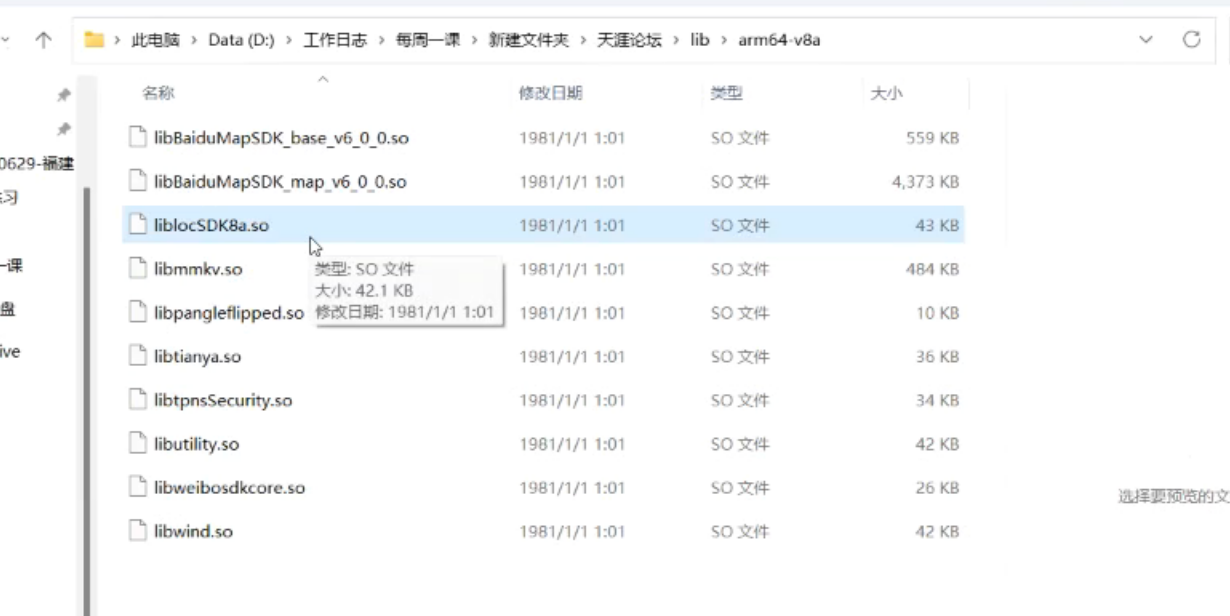 此电脑 > Data (D:) > 工作日志 > 每周一课 > 新建文件夹 > 天涯论坛 > lib > arm64-v8a
名称 修改日期 类型 大小
libBaiduMapSDK_base_v6_0_0.so 1981/1/1 1:01 SO 文件 559 KB
0629-福建
libBaiduMapSDK_map_v6_0_0.so 1981/1/1 1:01 SO 文件 4,373 KB
习
liblocSDK8a.so 1981/1/1 1:01 SO 文件 43 KB
一课
libmmkv.so 1981/1/1 1:01 SO 文件 484 KB
类型: SO 文件
大小: 42.1 KB
修改日期: 1981/1/1 1:01
盘
libpangleflipped.so 1981/1/1 1:01 SO 文件 10 KB
ive
libtianya.so 1981/1/1 1:01 SO 文件 36 KB
libtpnsSecurity.so 1981/1/1 1:01 SO 文件 34 KB
libutility.so 1981/1/1 1:01 SO 文件 42 KB
libweibosdkcore.so 1981/1/1 1:01 SO 文件 26 KB
选择要预览的文
libwind.so 1981/1/1 1:01 SO 文件 42 KB